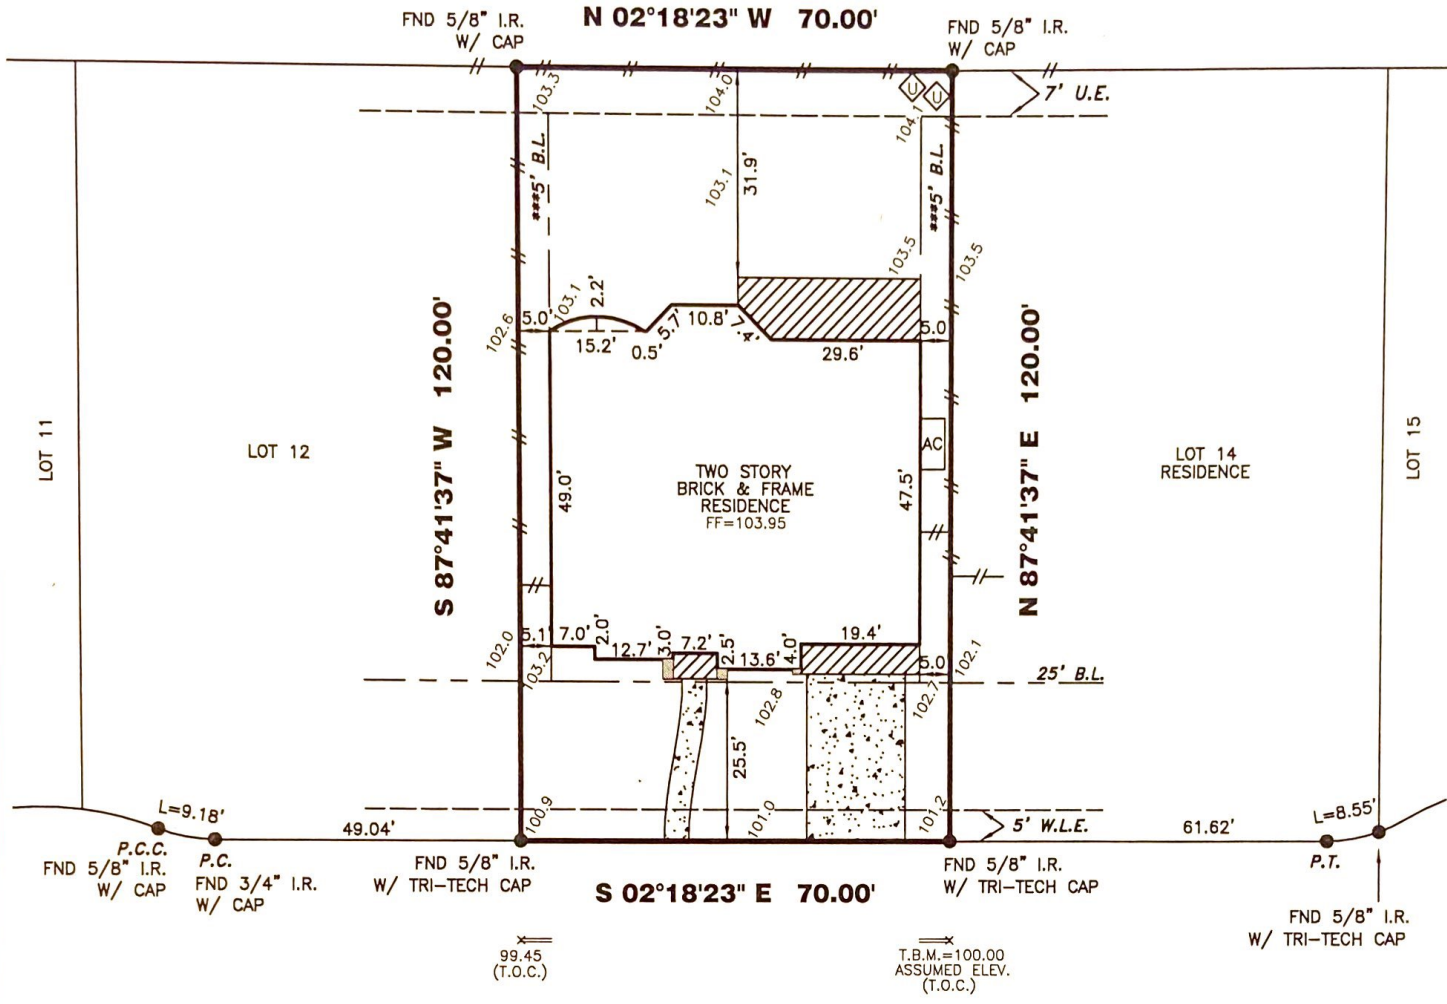 FND 5/8" I.R.
W/ CAP
N 02°18'23" W 70.00'
FND 5/8" I.R.
W/ CAP
103.3
104.0
U
U
104.1
7' U.E.
***5' B.L.
103.1
31.9'
***5' B.L.
103.5
103.5
102.6
5.0'
103.1
2.2'
15.2'
0.5'
5.7'
10.8'
7.4'
29.6'
5.0
S 87°41'37" W 120.00'
N 87°41'37" E 120.00'
LOT 11
LOT 12
49.0'
TWO STORY
BRICK & FRAME
RESIDENCE
FF=103.95
47.5'
AC
LOT 14
RESIDENCE
LOT 15
102.0
5.1'
103.2
7.0'
2.0'
12.7'
3.0'
7.2'
2.5'
13.6'
4.0'
19.4'
5.0
102.1
102.7
25' B.L.
102.8
25.5'
100.9
101.0
101.2
5' W.L.E.
L=9.18'
49.04'
61.62'
L=8.55'
P.C.C.
FND 5/8" I.R.
W/ CAP
P.C.
FND 3/4" I.R.
W/ CAP
FND 5/8" I.R.
W/ TRI-TECH CAP
S 02°18'23" E 70.00'
FND 5/8" I.R.
W/ TRI-TECH CAP
P.T.
FND 5/8" I.R.
W/ TRI-TECH CAP
99.45
(T.O.C.)
T.B.M.=100.00
ASSUMED ELEV.
(T.O.C.)